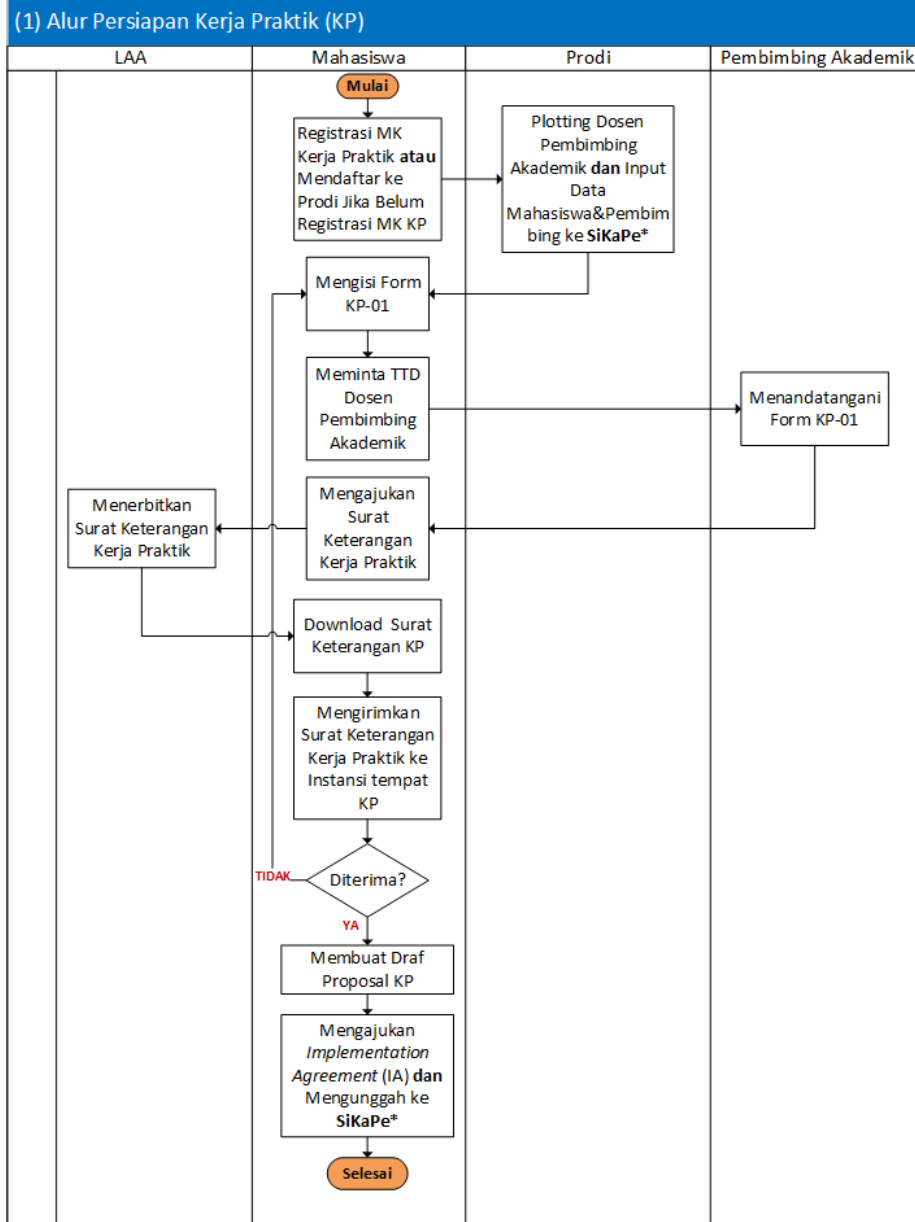 (1) Alur Persiapan Kerja Praktik (KP)
LAA
Mahasiswa
Prodi
Pembimbing Akademik
Mulai
Registrasi MK
Kerja Praktik atau
Mendaftar ke
Prodi Jika Belum
Registrasi MK KP
Plotting Dosen
Pembimbing
Akademik dan Input
Data
Mahasiswa&Pembim
bing ke SiKaPe*
Mengisi Form
KP-01
Meminta TTD
Dosen
Pembimbing
Akademik
Menandatangani
Form KP-01
Mengajukan
Surat
Keterangan
Kerja Praktik
Menerbitkan
Surat Keterangan
Kerja Praktik
Download Surat
Keterangan KP
Mengirimkan
Surat Keterangan
Kerja Praktik ke
Instansi tempat
KP
Diterima?
TIDAK
YA
Membuat Draf
Proposal KP
Mengajukan
Implementation
Agreement (IA) dan
Mengunggah ke
SiKaPe*
Selesai